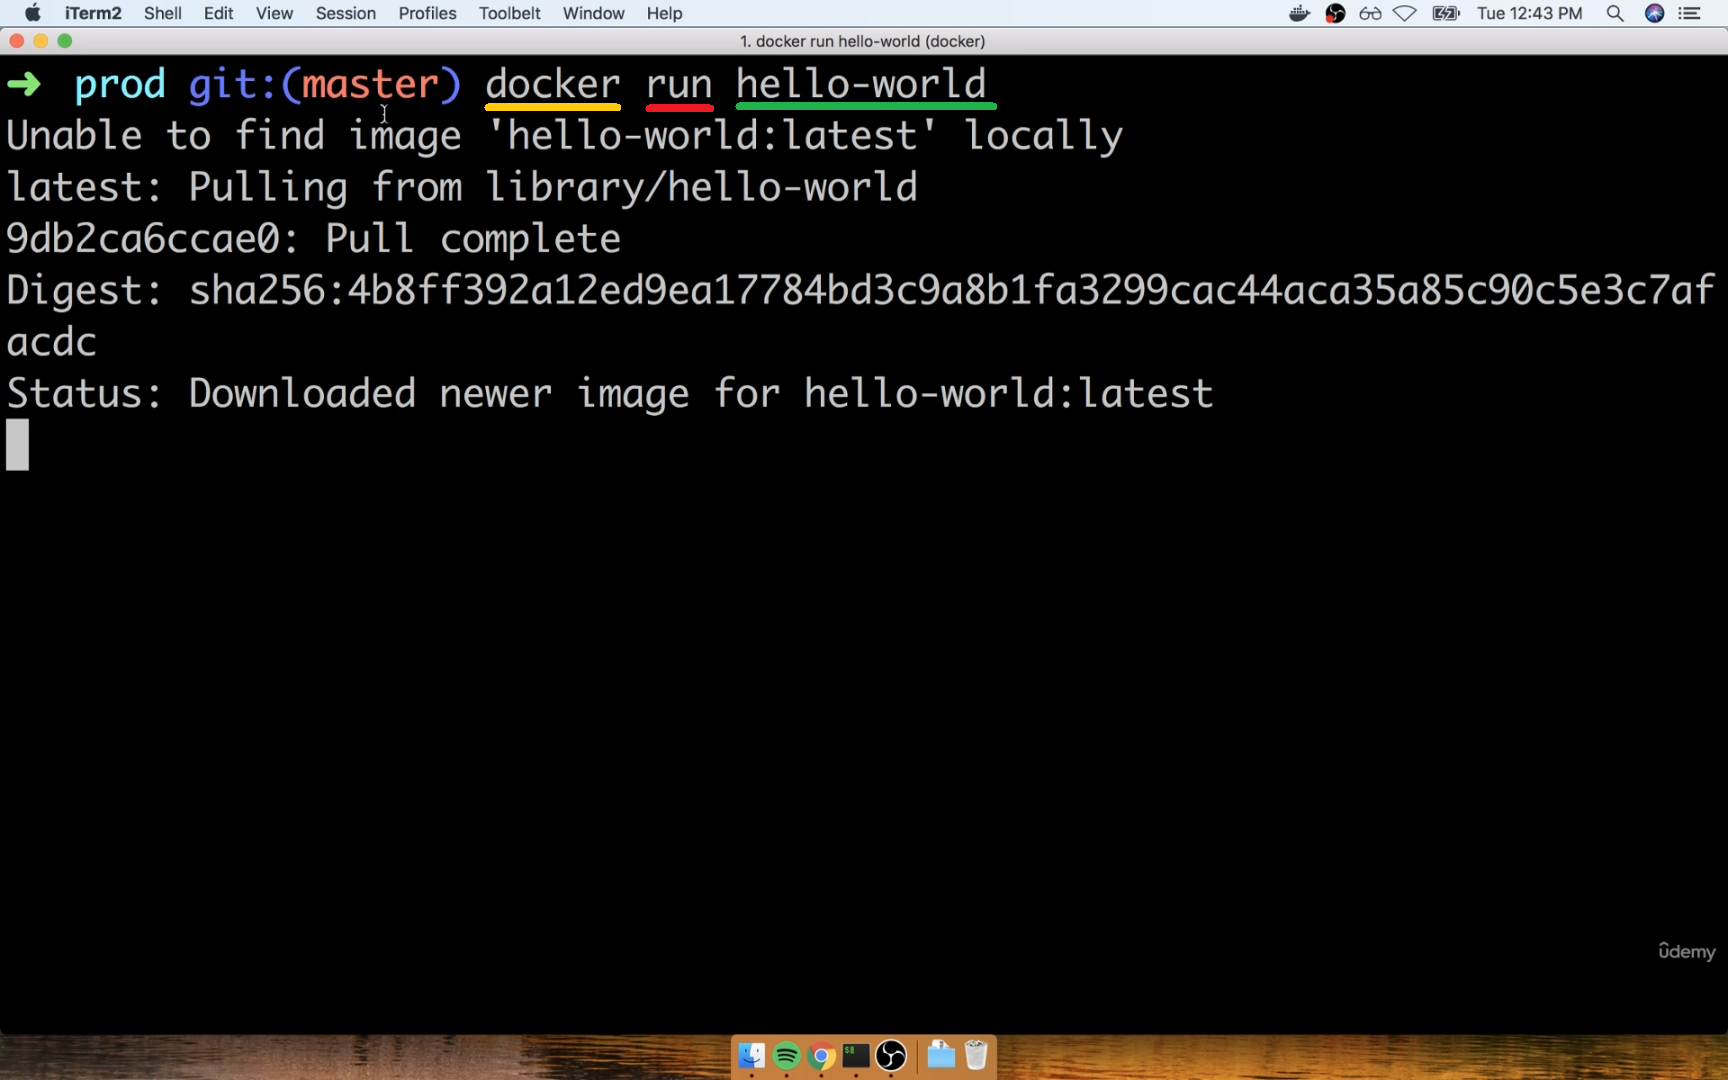 iTerm2 Shell Edit View Session Profiles Toolbelt Window Help Tue 12:43 PM
1. docker run hello-world (docker)
➜ prod git:(master) docker run hello-world
Unable to find image 'hello-world:latest' locally
latest: Pulling from library/hello-world
9db2ca6ccae0: Pull complete
Digest: sha256:4b8ff392a12ed9ea17784bd3c9a8b1fa3299cac44aca35a85c90c5e3c7af
acdc
Status: Downloaded newer image for hello-world:latest
ûdemy